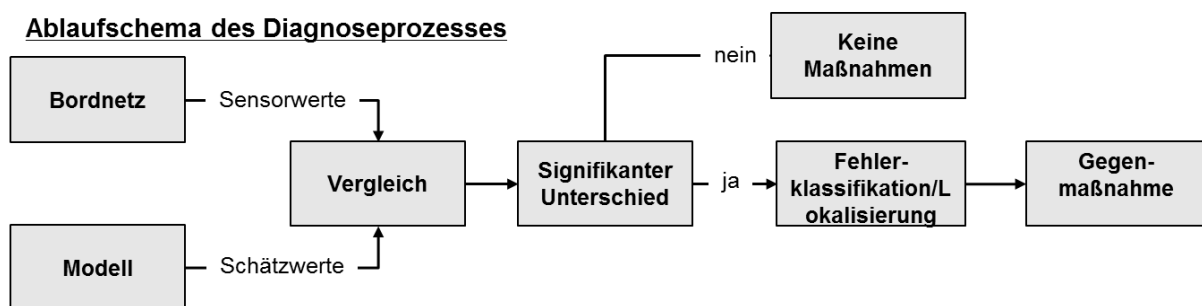 Ablaufschema des Diagnoseprozesses
Bordnetz
Sensorwerte
Modell
Schätzwerte
Vergleich
Signifikanter
Unterschied
nein
Keine
Maßnahmen
ja
Fehler-
klassifikation/L
okalisierung
Gegen-
maßnahme